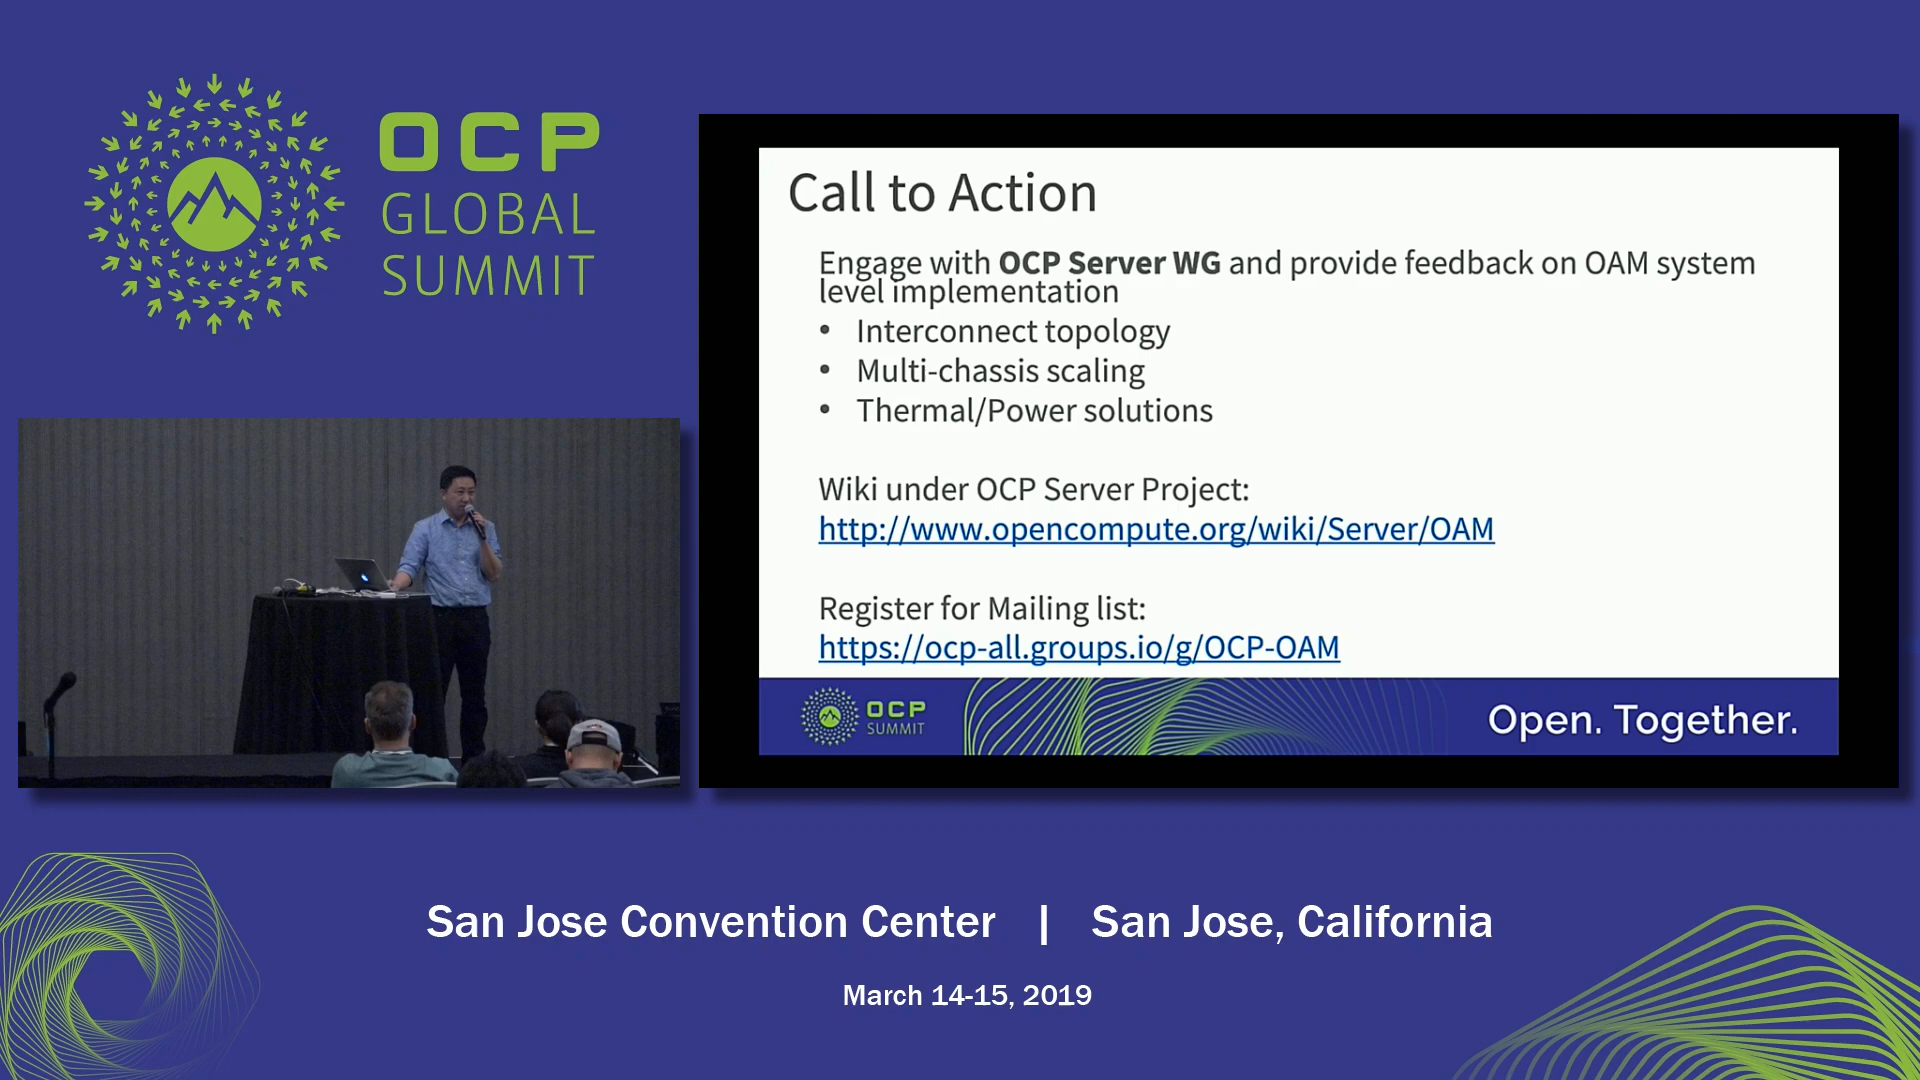 OCP
GLOBAL
SUMMIT
Call to Action
Engage with OCP Server WG and provide feedback on OAM system
level implementation
• Interconnect topology
• Multi-chassis scaling
• Thermal/Power solutions
Wiki under OCP Server Project:
http://www.opencompute.org/wiki/Server/OAM
Register for Mailing list:
https://ocp-all.groups.io/g/OCP-OAM
OCP
SUMMIT
Open. Together.
San Jose Convention Center | San Jose, California
March 14-15, 2019